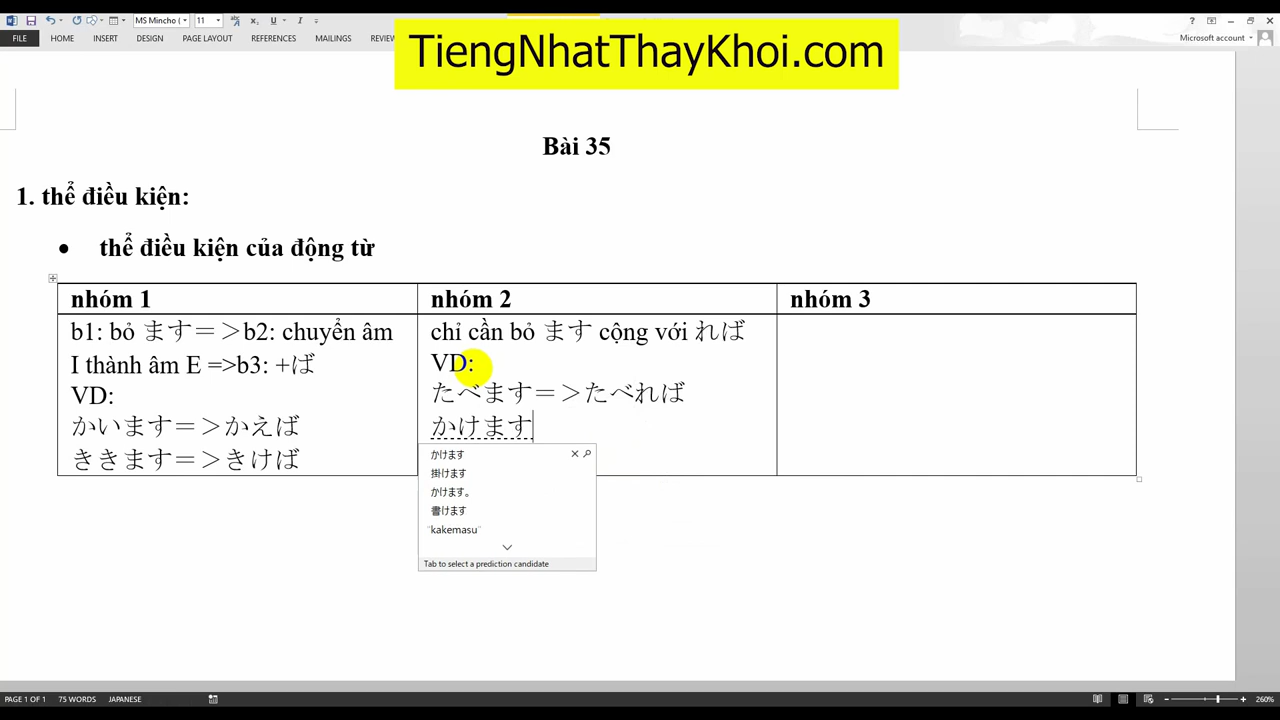 MS Mincho
11
TiengNhatThayKhoi.com
FILE
HOME
INSERT
DESIGN
PAGE LAYOUT
REFERENCES
MAILINGS
Microsoft account
Bài 35
1. thể điều kiện:
• thể điều kiện của động từ
nhóm 1
nhóm 2
nhóm 3
b1: bỏ ます＝＞b2: chuyển âm
I thành âm E =>b3: +ば
VD:
かいます＝＞かえば
ききます＝＞きけば
chỉ cần bỏ ます cộng với れば
VD:
たべます＝＞たべれば
かけます
かけます
掛けます
かけます。
書けます
"kakemasu"
Tab to select a prediction candidate
PAGE 1 OF 1
75 WORDS
JAPANESE
260%